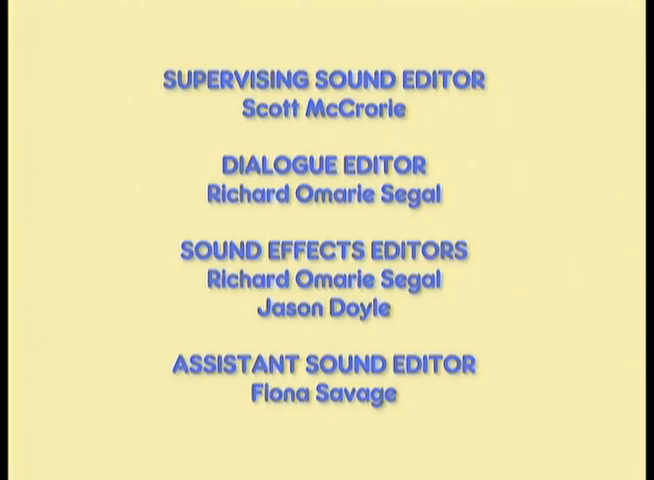 SUPERVISING SOUND EDITOR
Scott McCrorie
DIALOGUE EDITOR
Richard Omarie Segal
SOUND EFFECTS EDITORS
Richard Omarie Segal
Jason Doyle
ASSISTANT SOUND EDITOR
Fiona Savage